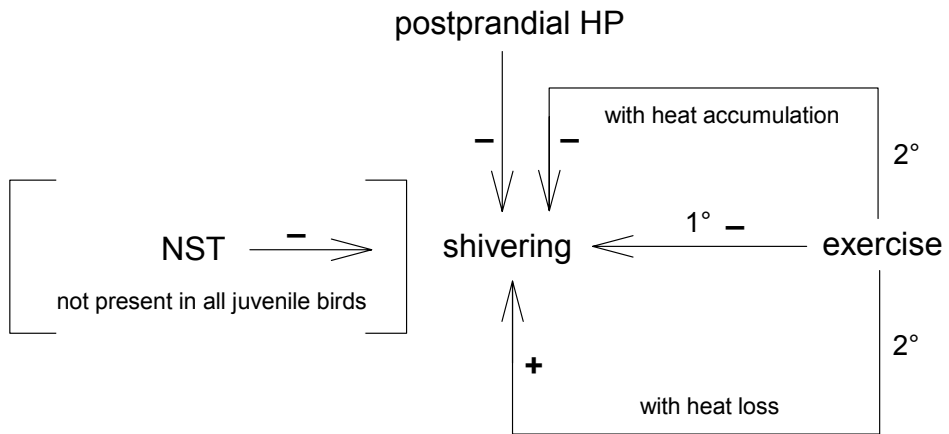 postprandial HP
with heat accumulation
− −
2°
1° −
NST − shivering exercise
not present in all juvenile birds
2°
+
with heat loss